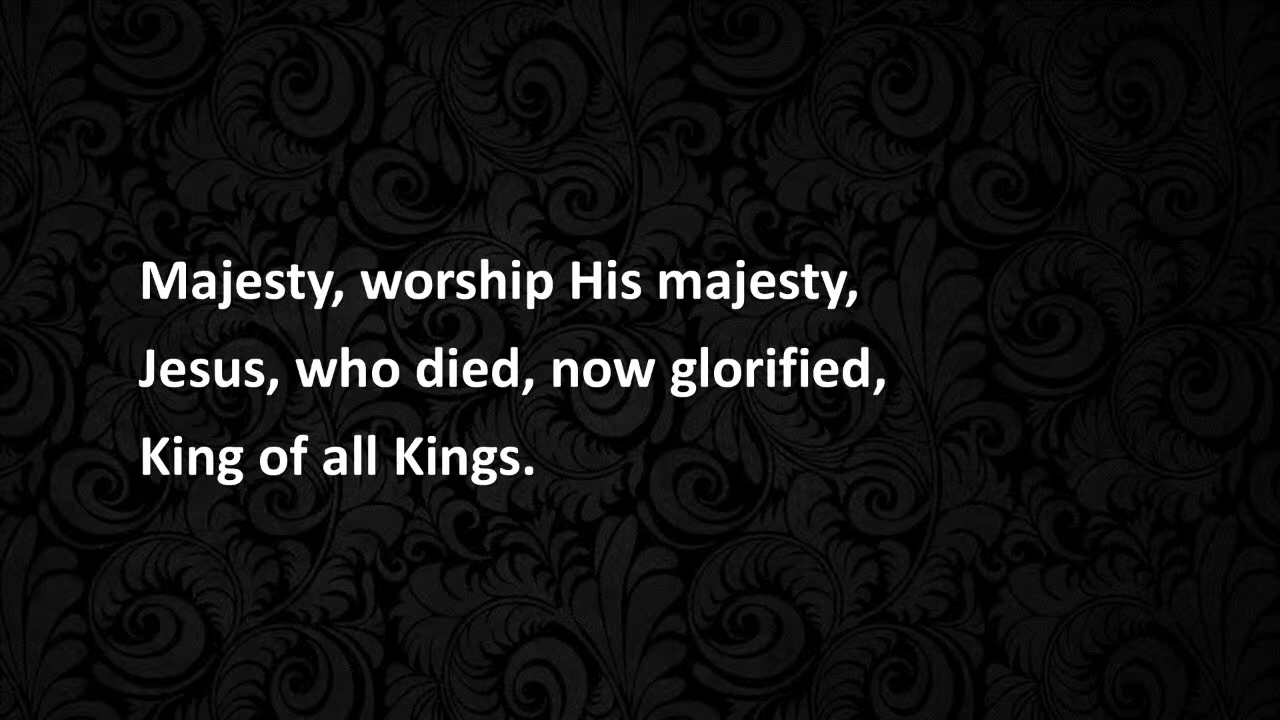 Majesty, worship His majesty,
Jesus, who died, now glorified,
King of all Kings.